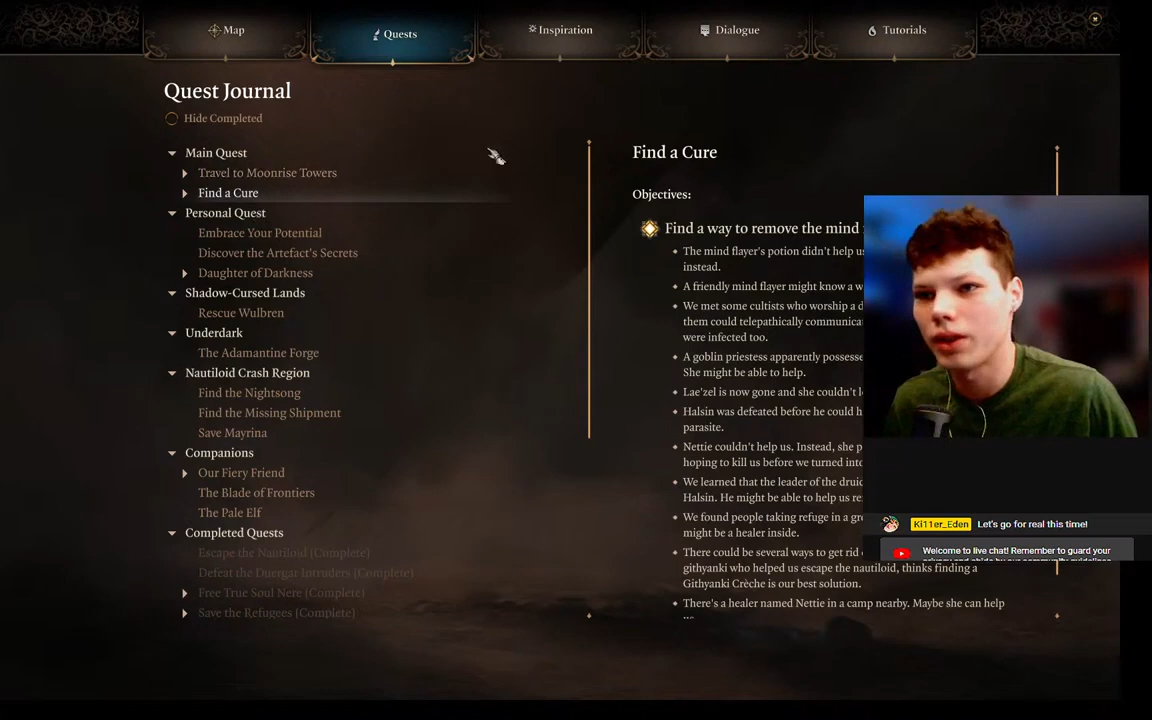 Map
Quests
Inspiration
Dialogue
Tutorials
Quest Journal
Hide Completed
Main Quest
Travel to Moonrise Towers
Find a Cure
Personal Quest
Embrace Your Potential
Discover the Artefact's Secrets
Daughter of Darkness
Shadow-Cursed Lands
Rescue Wulbren
Underdark
The Adamantine Forge
Nautiloid Crash Region
Find the Nightsong
Find the Missing Shipment
Save Mayrina
Companions
Our Fiery Friend
The Blade of Frontiers
The Pale Elf
Completed Quests
Escape the Nautiloid (Complete)
Defeat the Duergar Intruders (Complete)
Free True Soul Nere (Complete)
Save the Refugees (Complete)
Find a Cure
Objectives:
Find a way to remove the mind
The mind flayer's potion didn't help us
instead.
A friendly mind flayer might know a w
We met some cultists who worship a d
them could telepathically communica
were infected too.
A goblin priestess apparently possesse
She might be able to help.
Lae'zel is now gone and she couldn't l
Halsin was defeated before he could h
parasite.
Nettie couldn't help us. Instead, she p
hoping to kill us before we turned into
We learned that the leader of the druid
Halsin. He might be able to help us re
We found people taking refuge in a gr
might be a healer inside.
There could be several ways to get rid
githyanki who helped us escape the nautiloid, thinks finding a
Githyanki Crèche is our best solution.
There's a healer named Nettie in a camp nearby. Maybe she can help
Ki11er_Eden Let's go for real this time!
Welcome to live chat! Remember to guard your